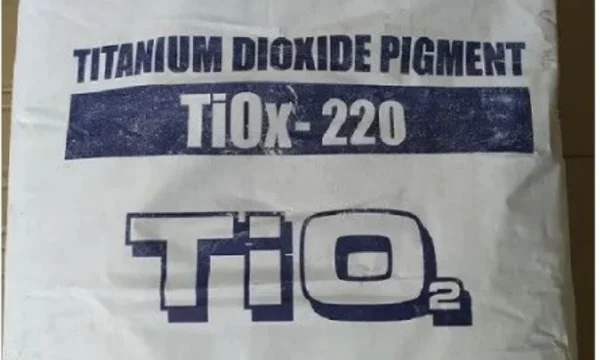 TITANIUM DIOXIDE PIGMENT
TiOx- 220
TiO2